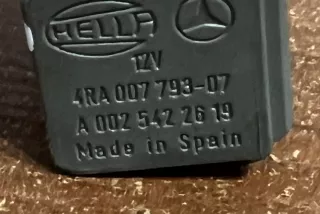 HELLA
12V
4RA 007 793-07
A 002 542 26 19
Made in Spain